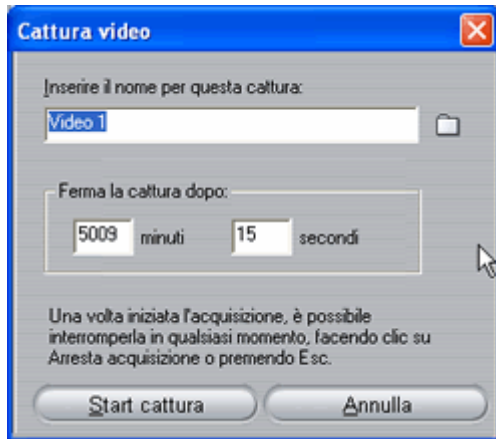 Cattura video
Inserire il nome per questa cattura:
Video 1
Ferma la cattura dopo:
5009 minuti 15 secondi
Una volta iniziata l'acquisizione, è possibile
interromperla in qualsiasi momento, facendo clic su
Arresta acquisizione o premendo Esc.
Start cattura Annulla